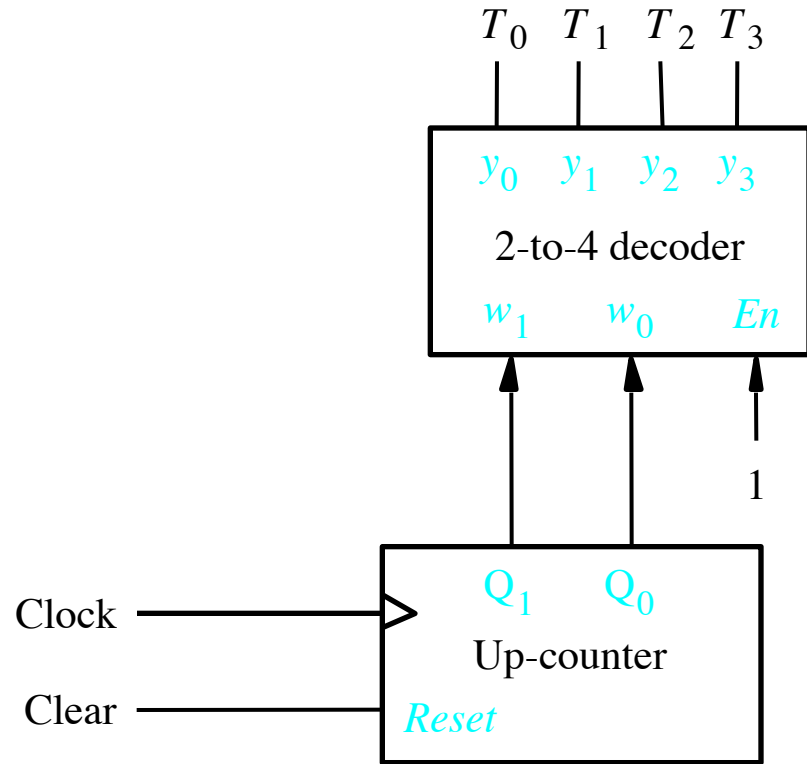 T0 T1 T2 T3
y0 y1 y2 y3
2-to-4 decoder
w1 w0 En
1
Q1 Q0
Clock
Up-counter
Clear
Reset